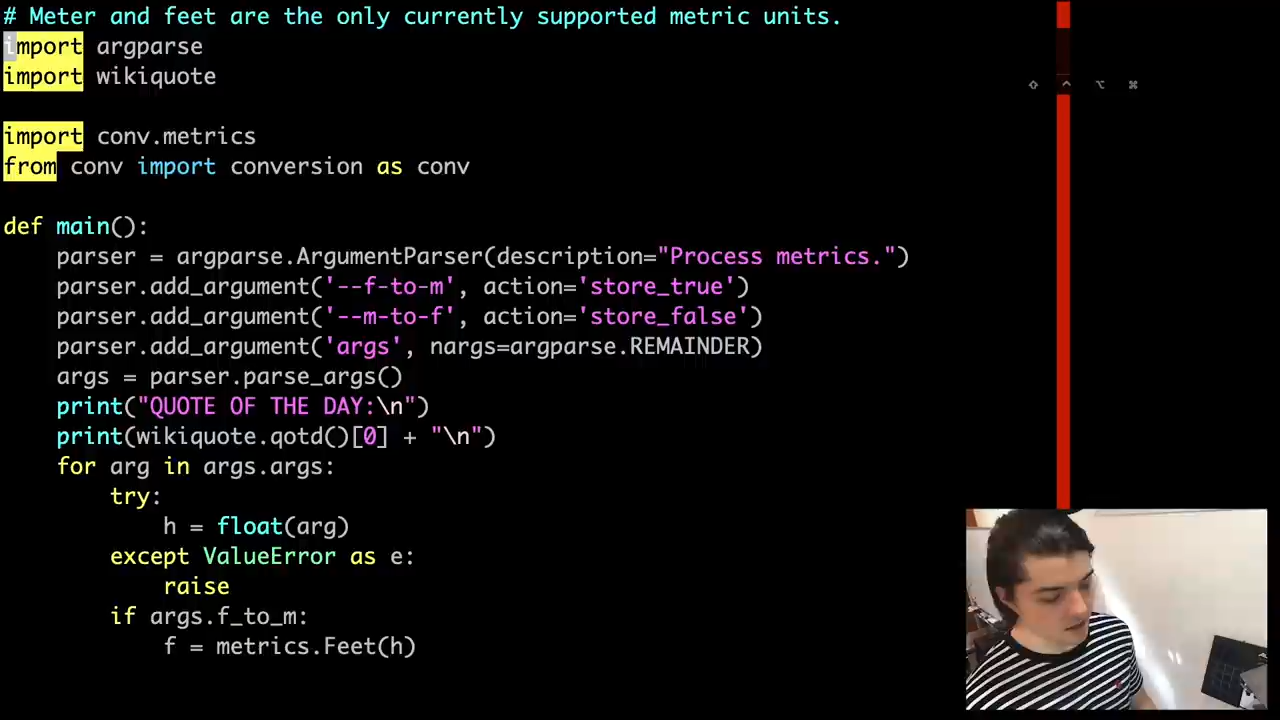 # Meter and feet are the only currently supported metric units.
import argparse
import wikiquote
⇧ ^ ⌥ ⌘
import conv.metrics
from conv import conversion as conv
def main():
parser = argparse.ArgumentParser(description="Process metrics.")
parser.add_argument('--f-to-m', action='store_true')
parser.add_argument('--m-to-f', action='store_false')
parser.add_argument('args', nargs=argparse.REMAINDER)
args = parser.parse_args()
print("QUOTE OF THE DAY:\n")
print(wikiquote.qotd()[0] + "\n")
for arg in args.args:
try:
h = float(arg)
except ValueError as e:
raise
if args.f_to_m:
f = metrics.Feet(h)